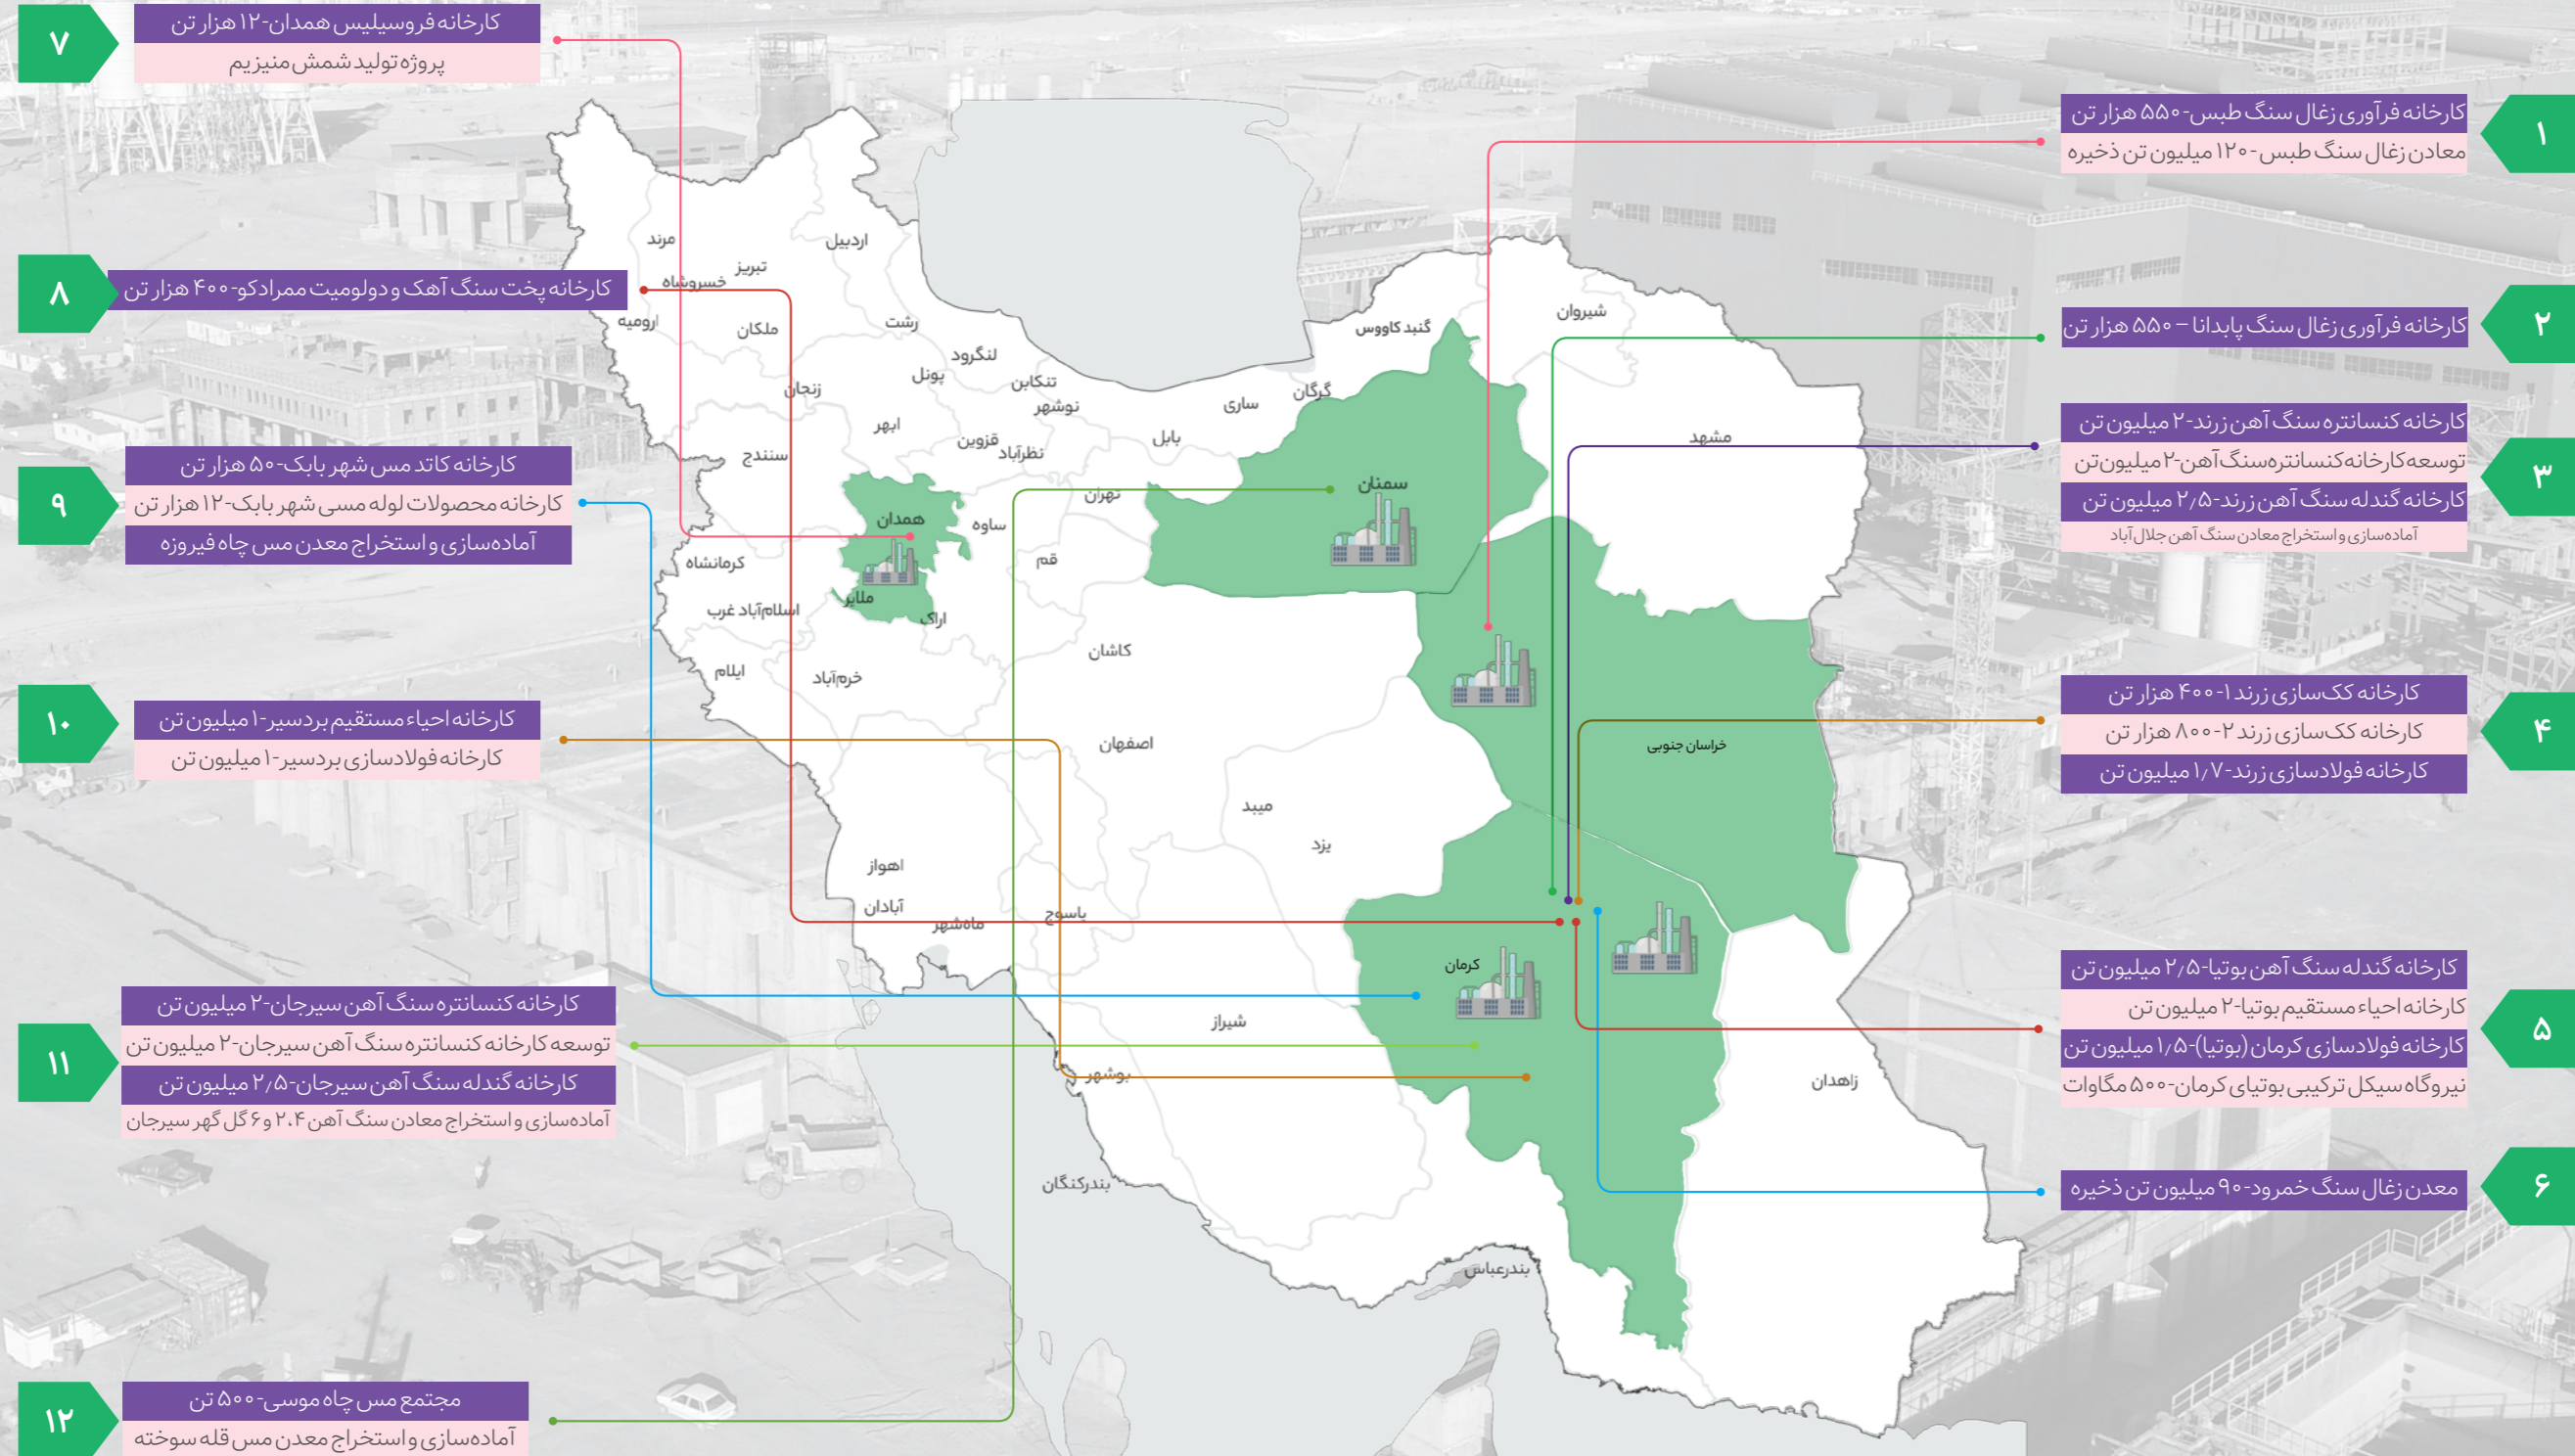 ۱
کارخانه فرآوری زغال سنگ طبس-۵۵۰ هزار تن
معادن زغال سنگ طبس-۱۲۰ میلیون تن ذخیره
۲
کارخانه فرآوری زغال سنگ پابدانا – ۵۵۰ هزار تن
۳
کارخانه کنسانتره سنگ آهن زرند-۲ میلیون تن
توسعه کارخانه کنسانتره سنگ آهن-۲ میلیون تن
کارخانه گندله سنگ آهن زرند-۲٫۵ میلیون تن
آماده‌سازی و استخراج معادن سنگ آهن جلال‌آباد
۴
کارخانه کک‌سازی زرند ۱-۴۰۰ هزار تن
کارخانه کک‌سازی زرند ۲-۸۰۰ هزار تن
کارخانه فولادسازی زرند-۱٫۷ میلیون تن
۵
کارخانه گندله سنگ آهن بوتیا-۲٫۵ میلیون تن
کارخانه احیاء مستقیم بوتیا-۲ میلیون تن
کارخانه فولادسازی کرمان (بوتیا)-۱٫۵ میلیون تن
نیروگاه سیکل ترکیبی بوتیای کرمان-۵۰۰ مگاوات
۶
معدن زغال سنگ خمرود-۹۰ میلیون تن ذخیره
۷
کارخانه فروسیلیس همدان-۱۲ هزار تن
پروژه تولید شمش منیزیم
۸
کارخانه پخت سنگ آهک و دولومیت ممرادکو-۴۰۰ هزار تن
۹
کارخانه کاتد مس شهر بابک-۵۰ هزار تن
کارخانه محصولات لوله مسی شهر بابک-۱۲ هزار تن
آماده‌سازی و استخراج معدن مس چاه فیروزه
۱۰
کارخانه احیاء مستقیم بردسیر-۱ میلیون تن
کارخانه فولادسازی بردسیر-۱ میلیون تن
۱۱
کارخانه کنسانتره سنگ آهن سیرجان-۲ میلیون تن
توسعه کارخانه کنسانتره سنگ آهن سیرجان-۲ میلیون تن
کارخانه گندله سنگ آهن سیرجان-۲٫۵ میلیون تن
آماده‌سازی و استخراج معادن سنگ آهن ۲،۴ و ۶ گل گهر سیرجان
۱۲
مجتمع مس چاه موسی-۵۰۰ تن
آماده‌سازی و استخراج معدن مس قله سوخته
مرند
اردبیل
تبریز
خسروشاه
ارومیه
ملکان
رشت
لنگرود
پونل
تنکابن
زنجان
نوشهر
ابهر
قزوین
نظرآباد
بابل
ساری
گرگان
گنبد کاووس
شیروان
مشهد
سنندج
تهران
سمنان
همدان
ساوه
قم
کرمانشاه
ملایر
اسلام‌آباد غرب
اراک
کاشان
ایلام
خرم‌آباد
اصفهان
خراسان جنوبی
میبد
یزد
اهواز
آبادان
ماه‌شهر
یاسوج
کرمان
شیراز
بوشهر
زاهدان
بندرکنگان
بندرعباس